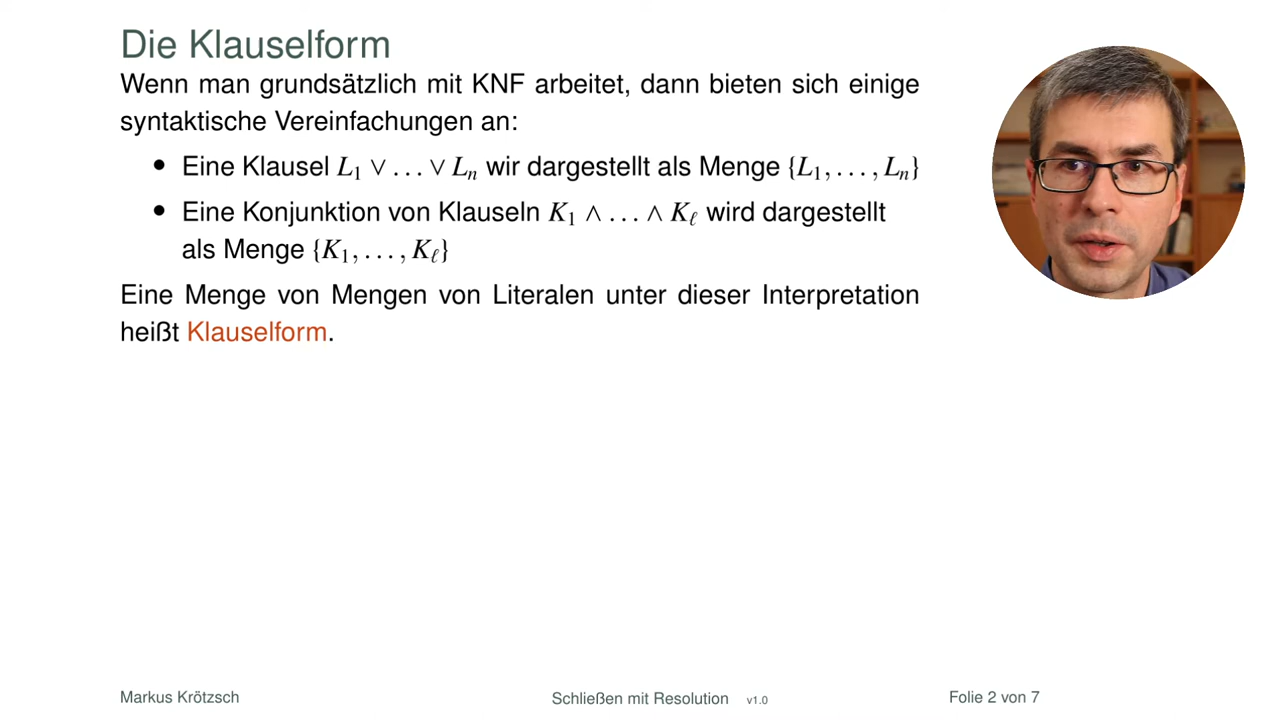 Die Klauselform
Wenn man grundsätzlich mit KNF arbeitet, dann bieten sich einige
syntaktische Vereinfachungen an:
• Eine Klausel L₁ ∨ … ∨ Lₙ wir dargestellt als Menge {L₁, … , Lₙ}
• Eine Konjunktion von Klauseln K₁ ∧ … ∧ Kℓ wird dargestellt
als Menge {K₁, … , Kℓ}
Eine Menge von Mengen von Literalen unter dieser Interpretation
heißt Klauselform.
Markus Krötzsch Schließen mit Resolution v1.0 Folie 2 von 7